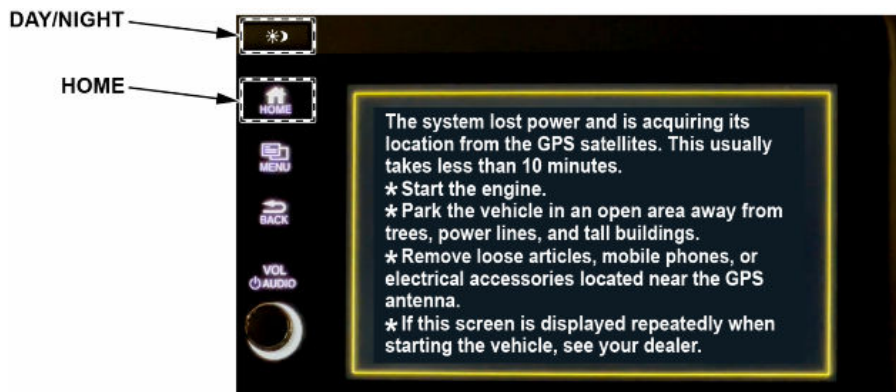 DAY/NIGHT
HOME
HOME
MENU
BACK
VOL
AUDIO
The system lost power and is acquiring its
location from the GPS satellites. This usually
takes less than 10 minutes.
*Start the engine.
*Park the vehicle in an open area away from
trees, power lines, and tall buildings.
*Remove loose articles, mobile phones, or
electrical accessories located near the GPS
antenna.
*If this screen is displayed repeatedly when
starting the vehicle, see your dealer.